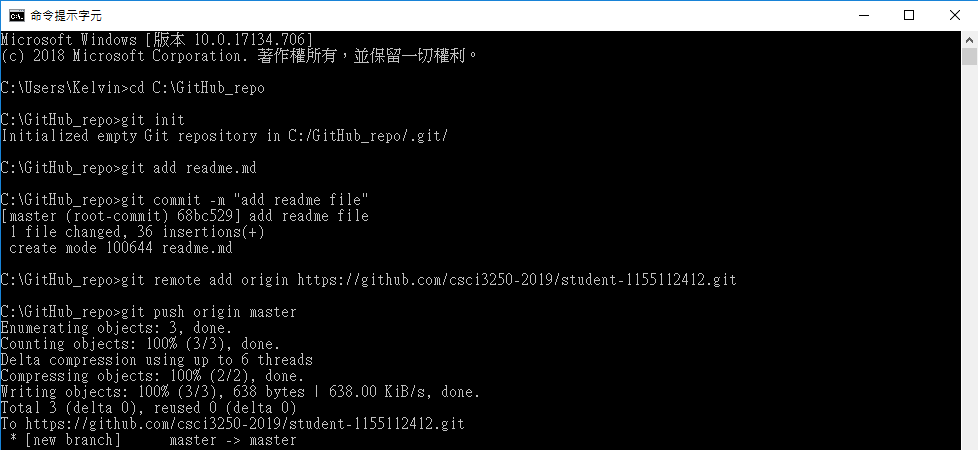 命令提示字元
Microsoft Windows [版本 10.0.17134.706]
(c) 2018 Microsoft Corporation. 著作權所有，並保留一切權利。
C:\Users\Kelvin>cd C:\GitHub_repo
C:\GitHub_repo>git init
Initialized empty Git repository in C:/GitHub_repo/.git/
C:\GitHub_repo>git add readme.md
C:\GitHub_repo>git commit -m "add readme file"
[master (root-commit) 68bc529] add readme file
 1 file changed, 36 insertions(+)
 create mode 100644 readme.md
C:\GitHub_repo>git remote add origin https://github.com/csci3250-2019/student-1155112412.git
C:\GitHub_repo>git push origin master
Enumerating objects: 3, done.
Counting objects: 100% (3/3), done.
Delta compression using up to 6 threads
Compressing objects: 100% (2/2), done.
Writing objects: 100% (3/3), 638 bytes | 638.00 KiB/s, done.
Total 3 (delta 0), reused 0 (delta 0)
To https://github.com/csci3250-2019/student-1155112412.git
 * [new branch]      master -> master